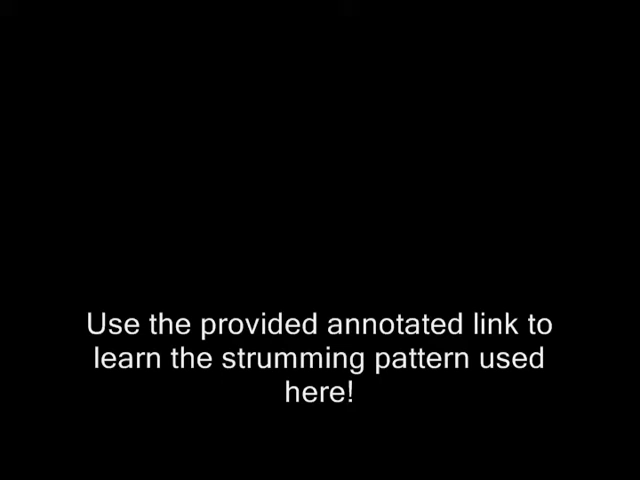 Use the provided annotated link to
learn the strumming pattern used
here!